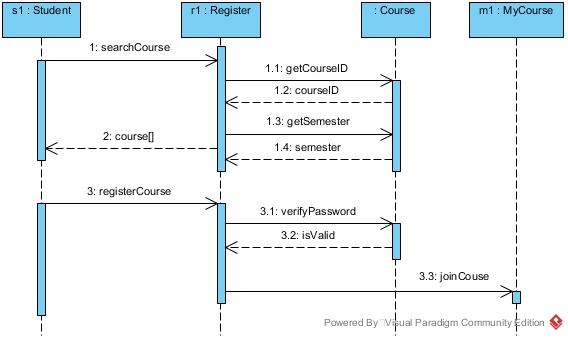 s1 : Student
r1 : Register
: Course
m1 : MyCourse
1: searchCourse
1.1: getCourseID
1.2: courseID
1.3: getSemester
2: course[]
1.4: semester
3: registerCourse
3.1: verifyPassword
3.2: isValid
3.3: joinCouse
Powered By Visual Paradigm Community Edition